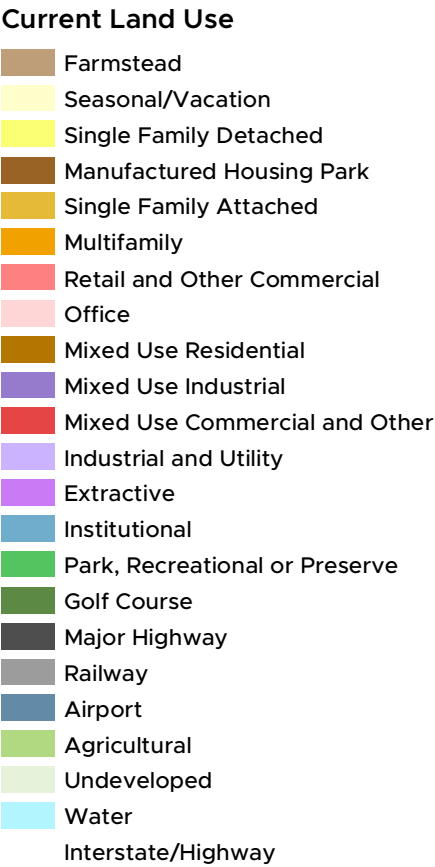 Current Land Use
Farmstead
Seasonal/Vacation
Single Family Detached
Manufactured Housing Park
Single Family Attached
Multifamily
Retail and Other Commercial
Office
Mixed Use Residential
Mixed Use Industrial
Mixed Use Commercial and Other
Industrial and Utility
Extractive
Institutional
Park, Recreational or Preserve
Golf Course
Major Highway
Railway
Airport
Agricultural
Undeveloped
Water
Interstate/Highway